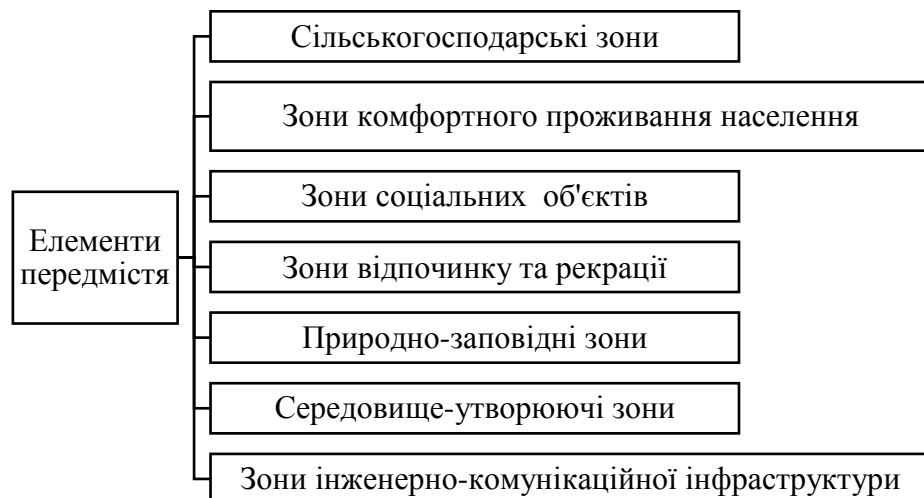 Сільськогосподарські зони
Зони комфортного проживання населення
Зони соціальних об'єктів
Елементи
передмістя
Зони відпочинку та рекрації
Природно-заповідні зони
Середовище-утворюючі зони
Зони інженерно-комунікаційної інфраструктури